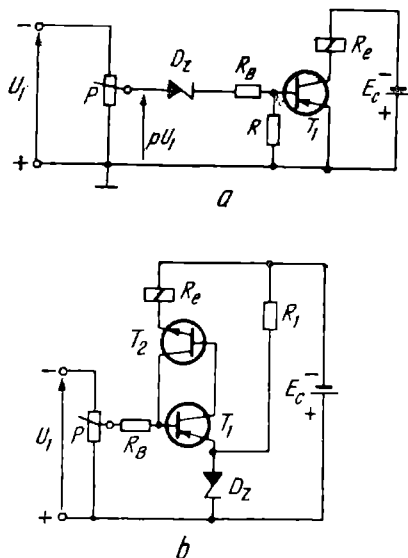 − Dz RB Re
U1 P pU1 R T1 Ec −
+ +
a
Re
T2 R1
− Ec −
U1 P RB T1 +
Dz
+
b